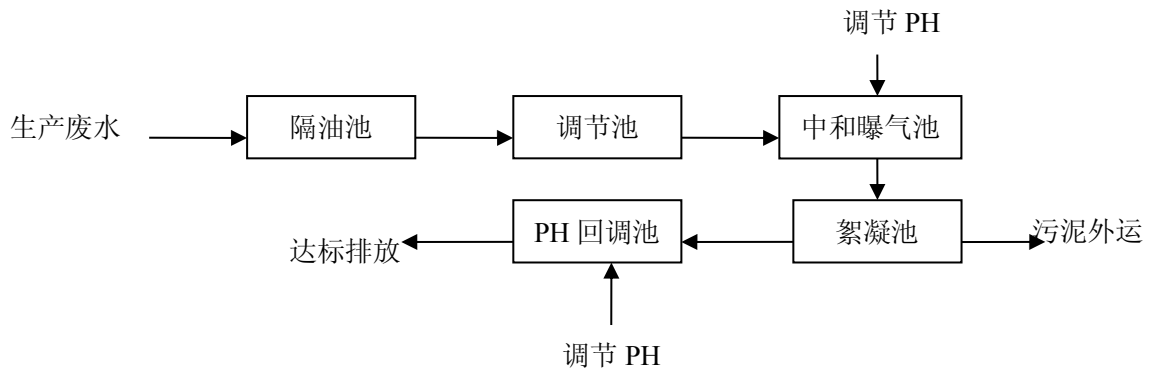 调节 PH
生产废水
隔油池
调节池
中和曝气池
达标排放
PH 回调池
絮凝池
污泥外运
调节 PH